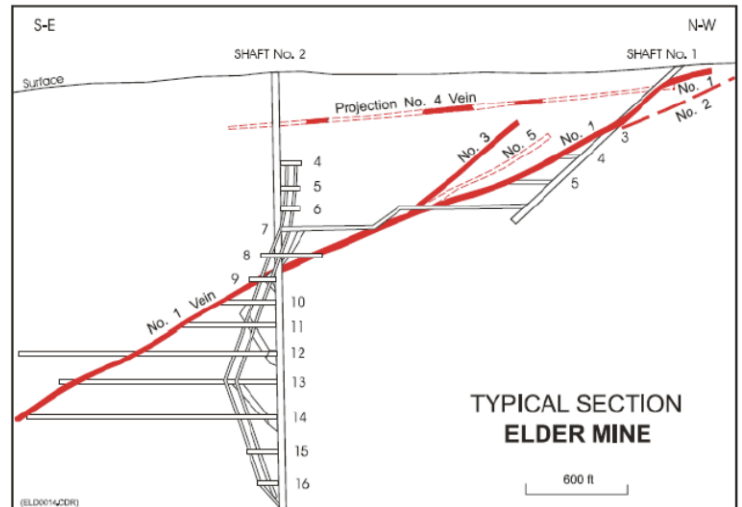 S-E
N-W
SHAFT No. 2
SHAFT No. 1
Surface
Projection No. 4 Vein
No. 1
No. 2
No. 3
No. 5
No. 1
3
4
5
4
5
6
7
8
9
No. 1 Vein
10
11
12
13
14
15
16
TYPICAL SECTION
ELDER MINE
600 ft
(ELD0014.CDR)